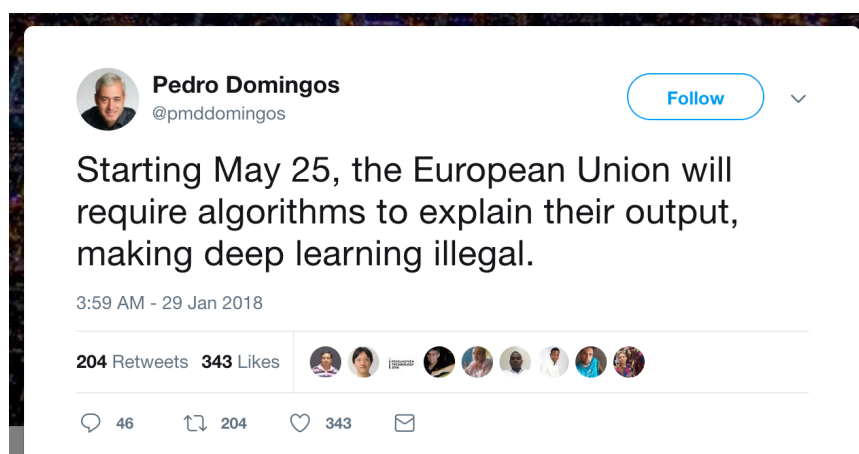 Pedro Domingos
@pmddomingos
Follow
Starting May 25, the European Union will
require algorithms to explain their output,
making deep learning illegal.
3:59 AM - 29 Jan 2018
204 Retweets 343 Likes
46 204 343